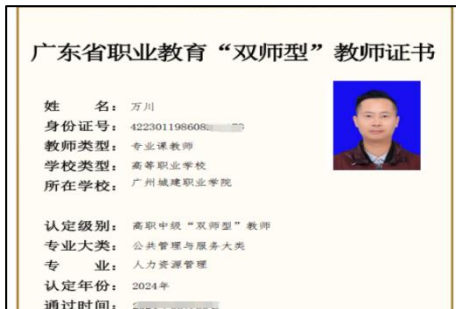 广东省职业教育“双师型”教师证书
姓 名：万川
身份证号：422301198608
教师类型：专业课教师
学校类型：高等职业学校
所在学校：广州城建职业学院
认定级别：高职中级“双师型”教师
专业大类：公共管理与服务大类
专 业：人力资源管理
认定年份：2024年
通过时间：